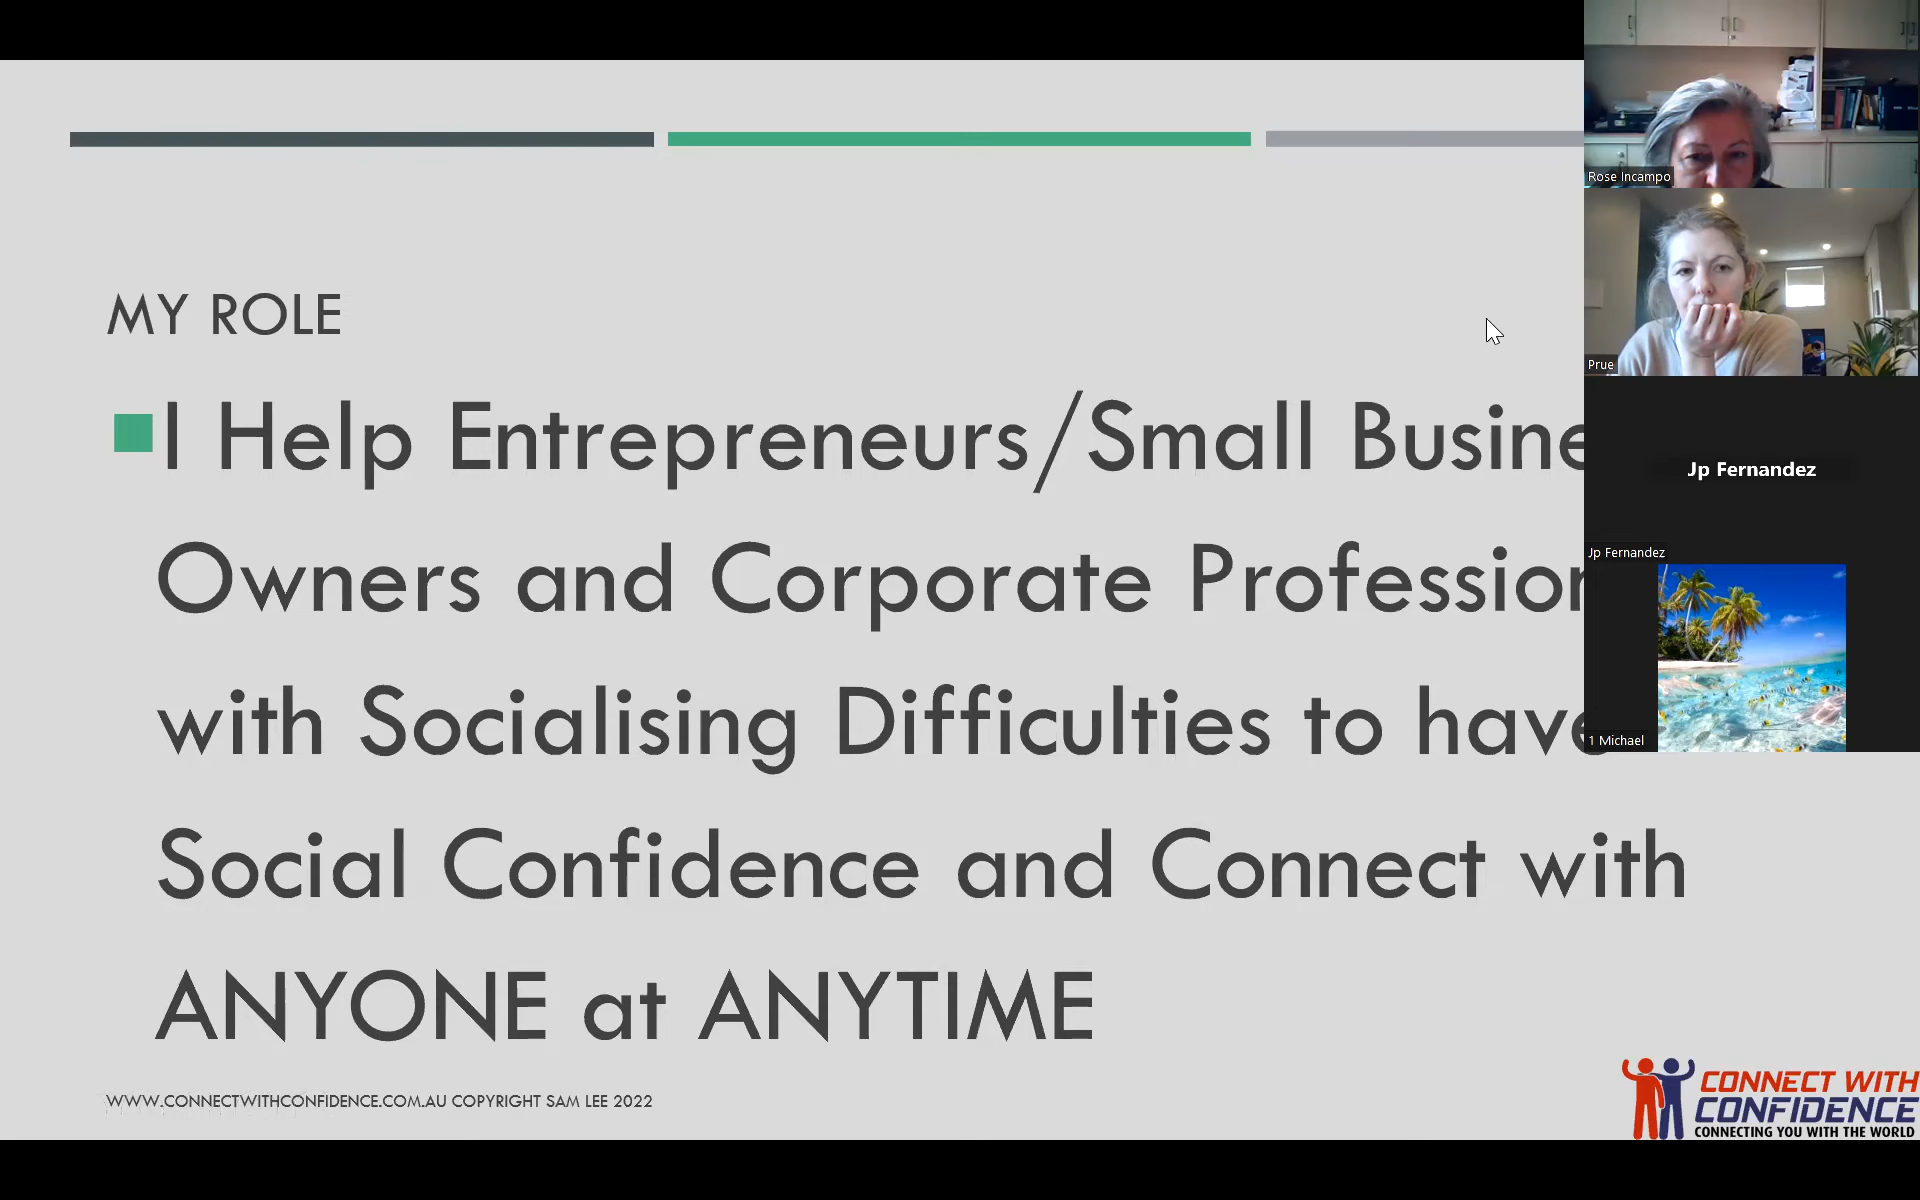 MY ROLE
I Help Entrepreneurs/Small Busine
Owners and Corporate Profession
with Socialising Difficulties to have
Social Confidence and Connect with
ANYONE at ANYTIME
WWW.CONNECTWITHCONFIDENCE.COM.AU COPYRIGHT SAM LEE 2022
CONNECT WITH
CONFIDENCE
CONNECTING YOU WITH THE WORLD
Rose Incampo
Prue
Jp Fernandez
Jp Fernandez
1 Michael